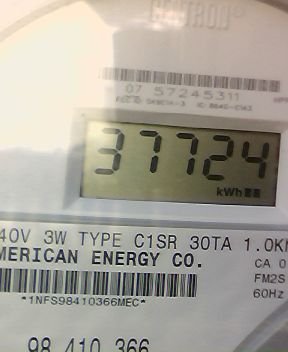 CENTRON®
07 57245311
37724
kWh
40V 3W TYPE C1SR 30TA 1.0K
MERICAN ENERGY CO.
CA 0
FM2S
60Hz
*1NFS98410366MEC*
98 410 366